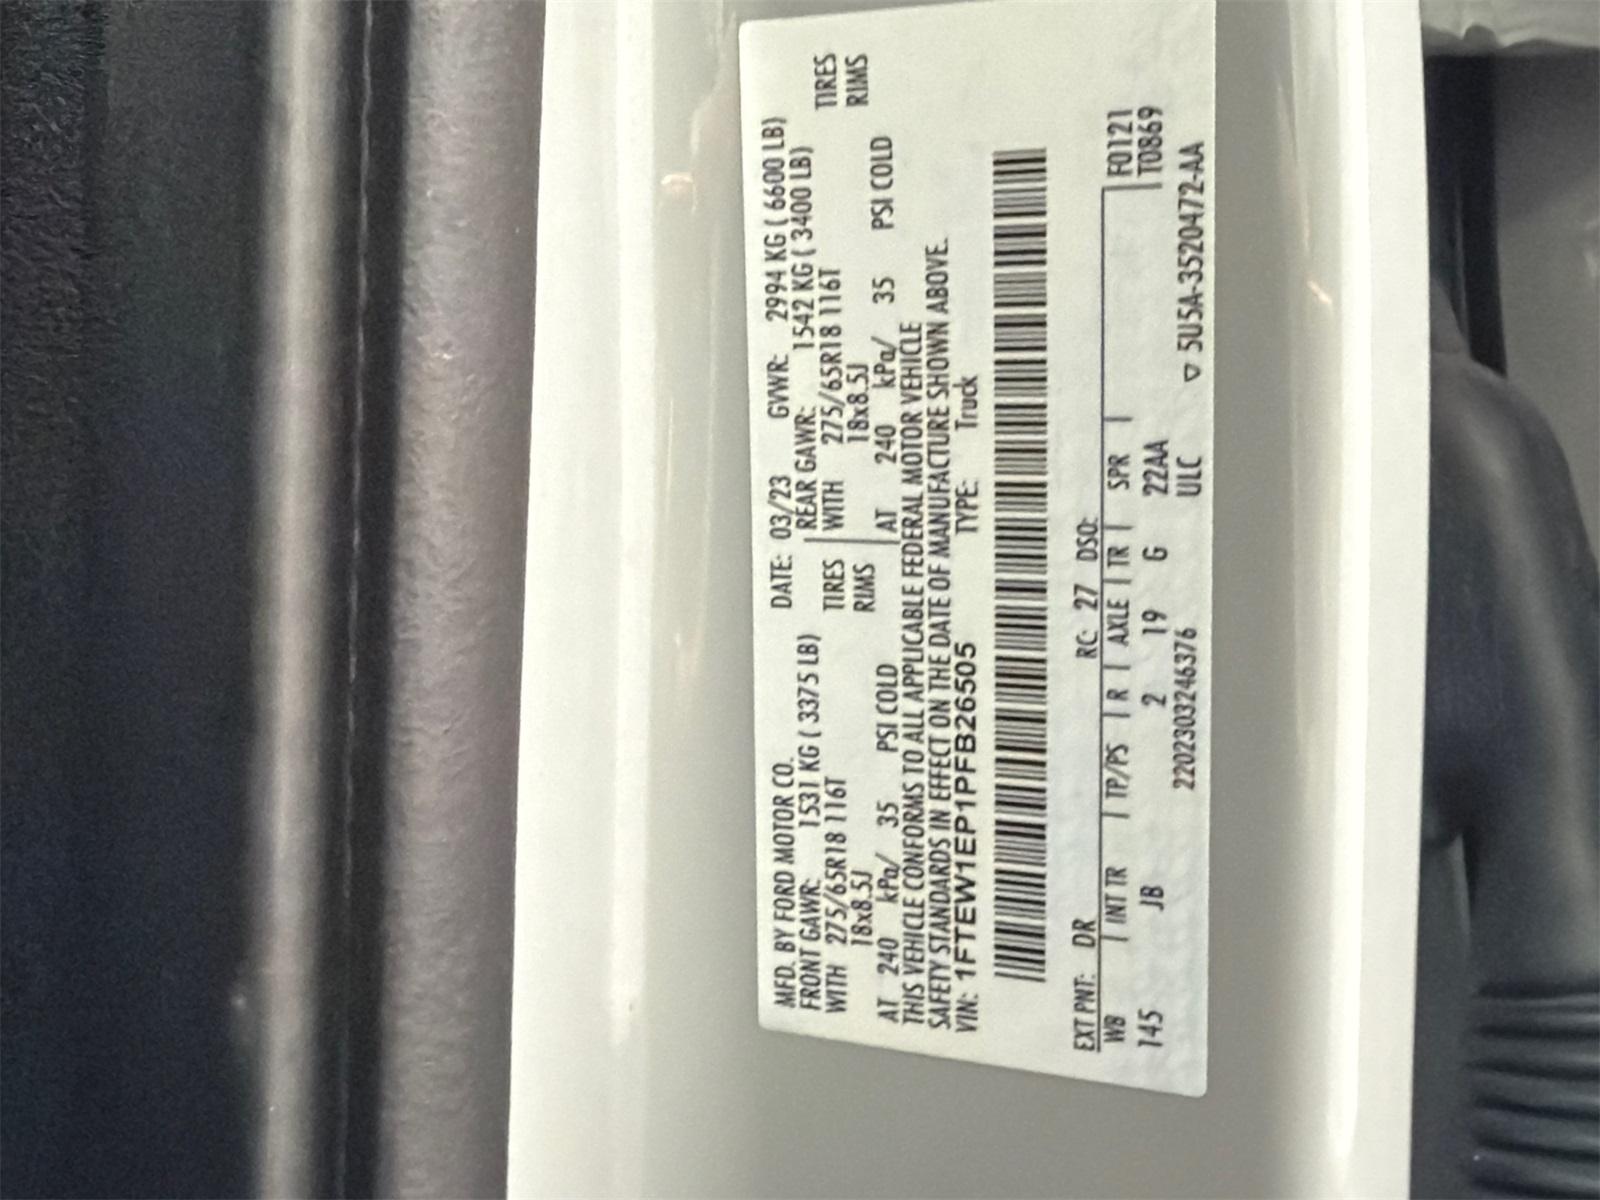 MFD. BY FORD MOTOR CO. DATE: 03/23 GVWR: 2994 KG ( 6600 LB)
FRONT GAWR: 1531 KG ( 3375 LB) REAR GAWR: 1542 KG ( 3400 LB)
WITH 275/65R18 116T TIRES WITH 275/65R18 116T TIRES
18x8.5J RIMS 18x8.5J RIMS
AT 240 kPa/ 35 PSI COLD AT 240 kPa/ 35 PSI COLD
THIS VEHICLE CONFORMS TO ALL APPLICABLE FEDERAL MOTOR VEHICLE
SAFETY STANDARDS IN EFFECT ON THE DATE OF MANUFACTURE SHOWN ABOVE.
VIN: 1FTEW1EP1PFB26505 TYPE: Truck
EXT PNT: DR RC: 27 DSO:
WB | INT TR | TP/PS | R | AXLE | TR | SPR | F0121
145 JB 2 19 G 22AA T0869
2202303246376 ULC ▽ 5U5A-3520472-AA